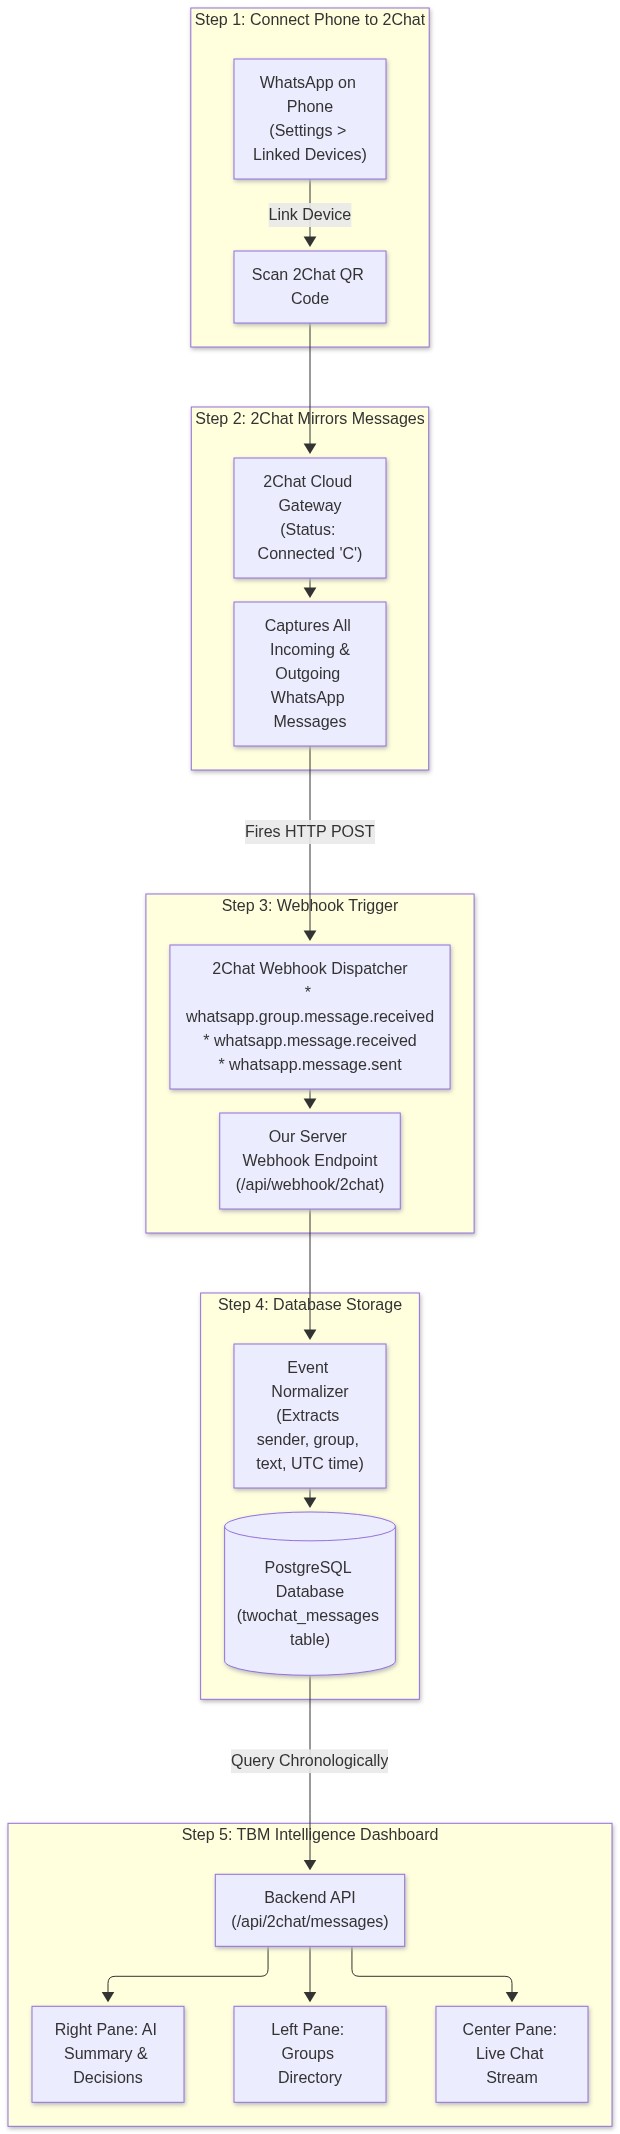 Step 1: Connect Phone to 2Chat
WhatsApp on
Phone
(Settings >
Linked Devices)
Link Device
Scan 2Chat QR
Code
Step 2: 2Chat Mirrors Messages
2Chat Cloud
Gateway
(Status:
Connected 'C')
Captures All
Incoming &
Outgoing
WhatsApp
Messages
Fires HTTP POST
Step 3: Webhook Trigger
2Chat Webhook Dispatcher
*
whatsapp.group.message.received
* whatsapp.message.received
* whatsapp.message.sent
Our Server
Webhook Endpoint
(/api/webhook/2chat)
Step 4: Database Storage
Event
Normalizer
(Extracts
sender, group,
text, UTC time)
PostgreSQL
Database
(twochat_messages
table)
Query Chronologically
Step 5: TBM Intelligence Dashboard
Backend API
(/api/2chat/messages)
Right Pane: AI
Summary &
Decisions
Left Pane:
Groups
Directory
Center Pane:
Live Chat
Stream